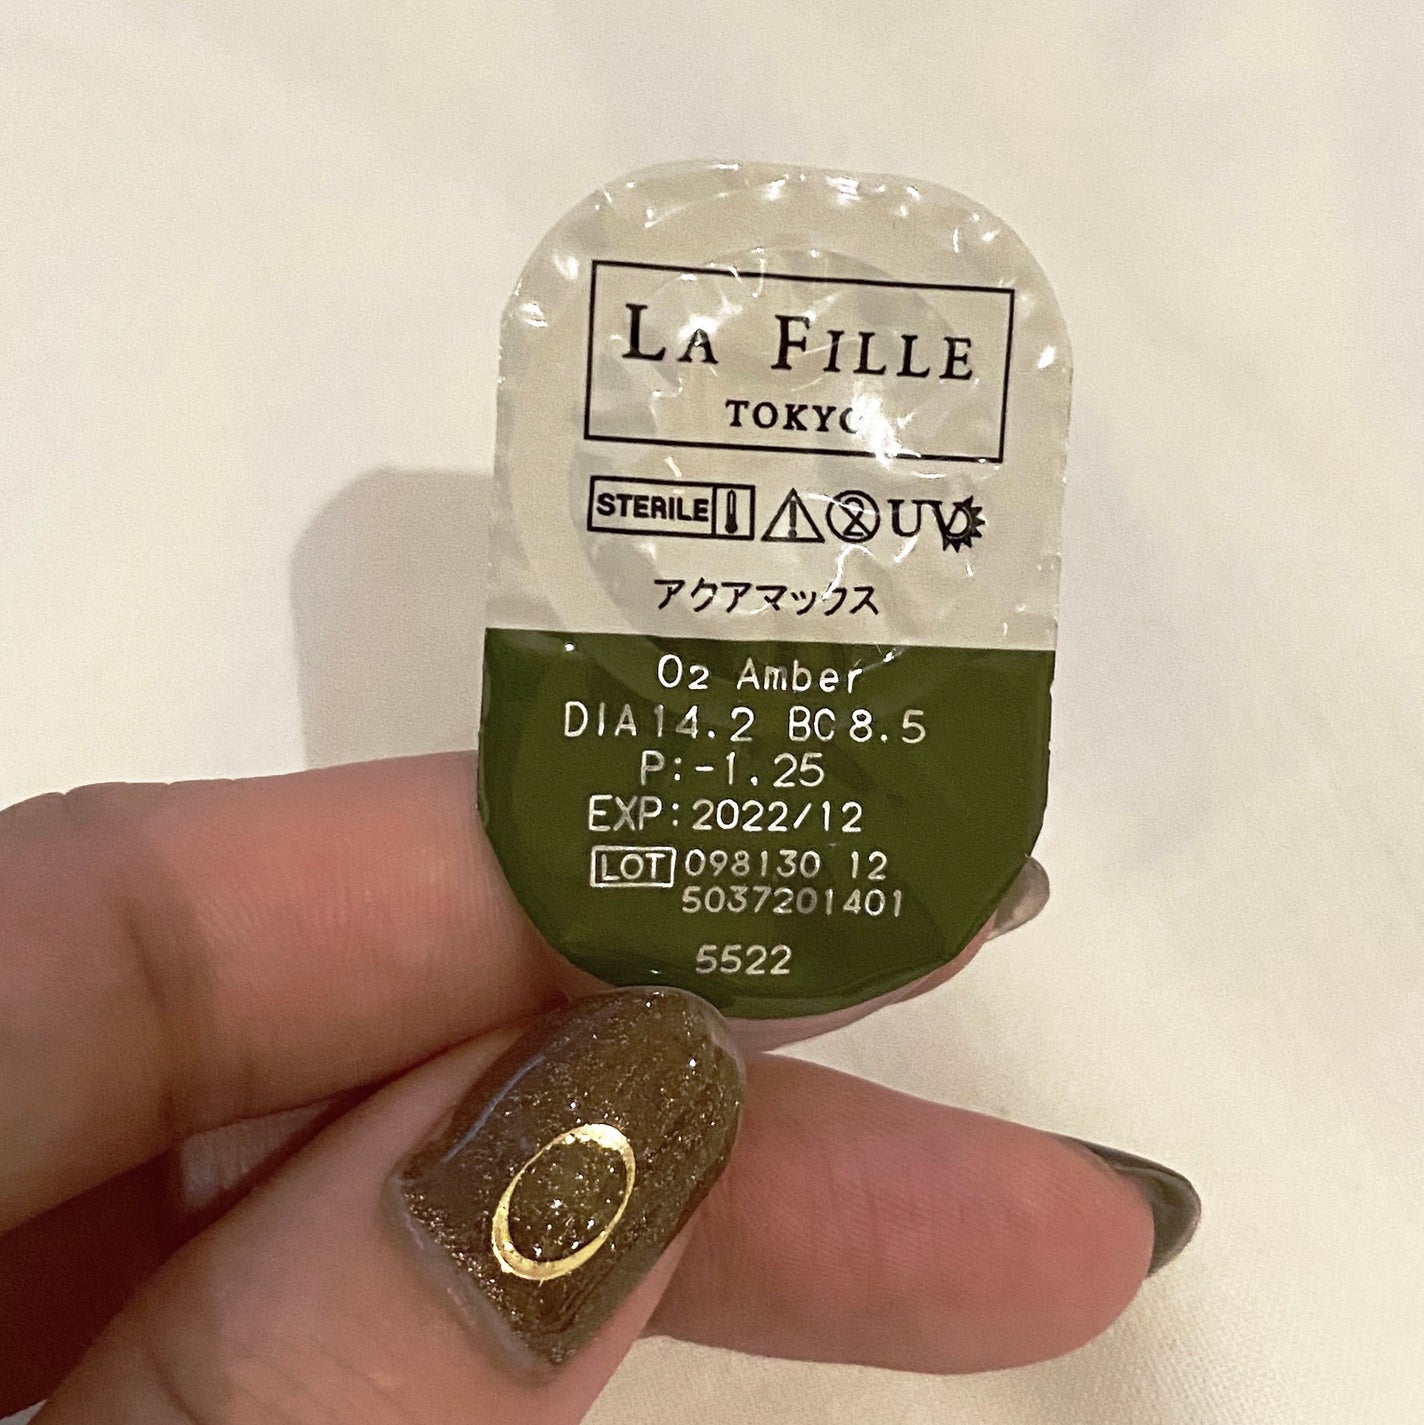 LA FILLE
TOKYO
STERILE 2 UV
アクアマックス
O2 Amber
DIA14.2 BC8.5
P:-1.25
EXP:2022/12
LOT 098130 12
5037201401
5522